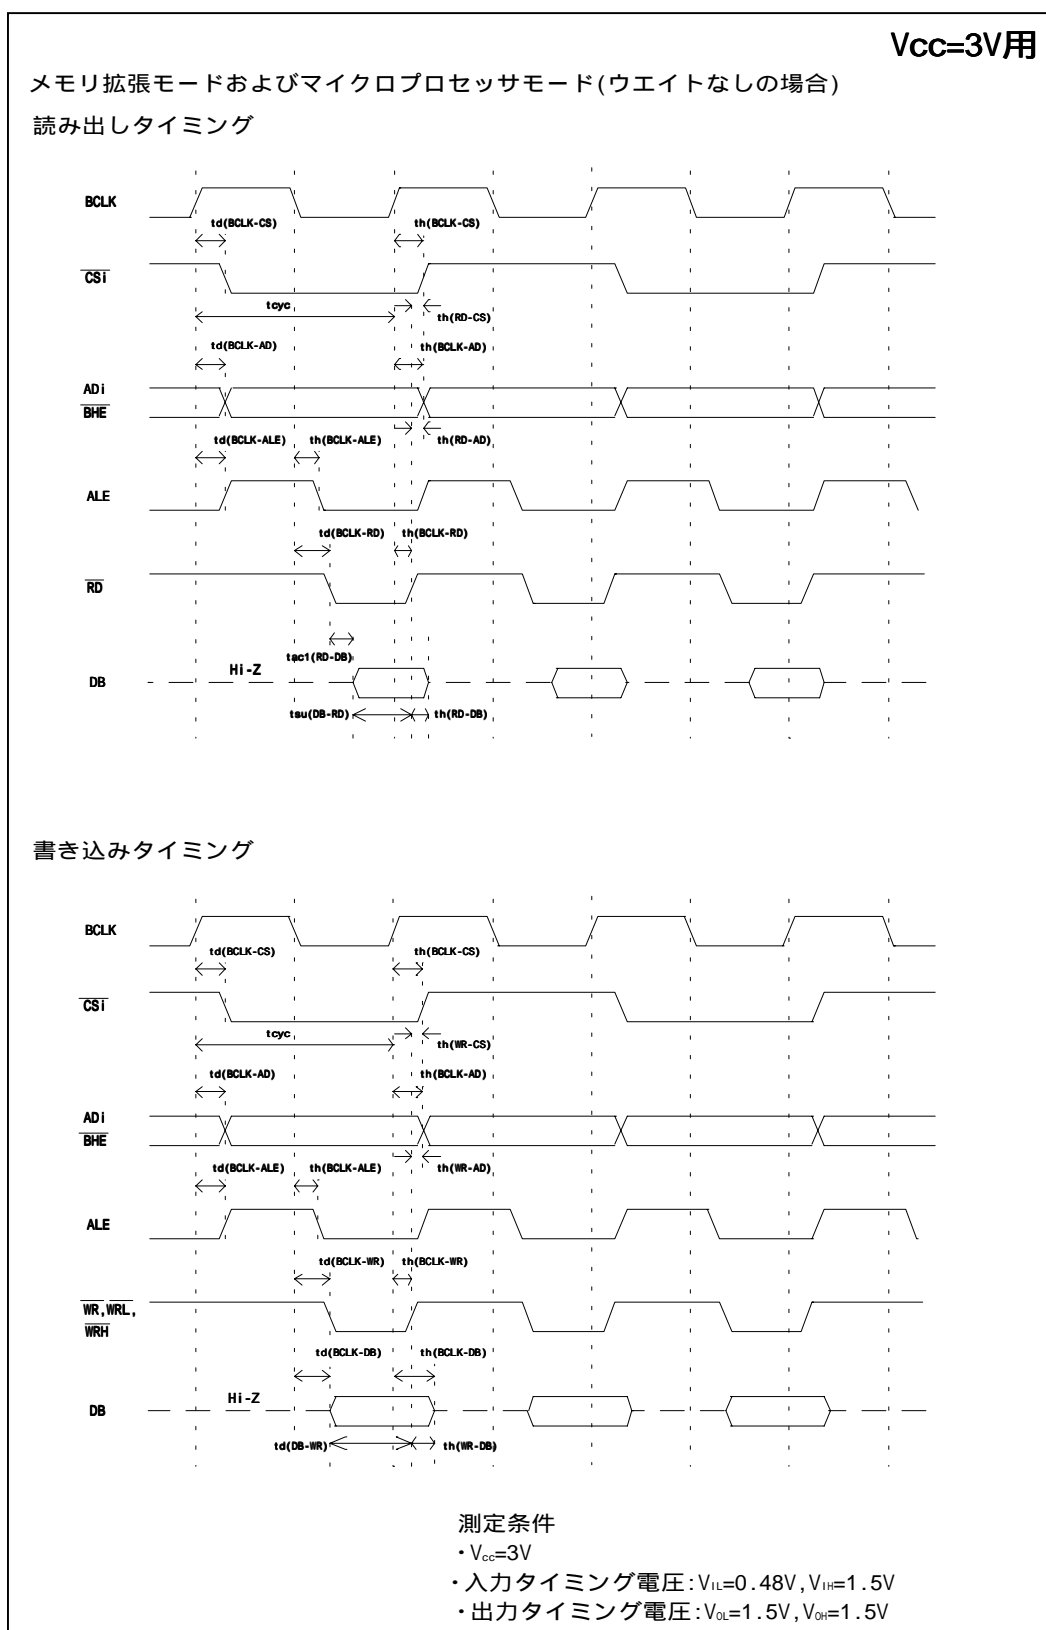 Vcc=3V用
メモリ拡張モードおよびマイクロプロセッサモード(ウエイトなしの場合)
読み出しタイミング
BCLK
td(BCLK-CS) th(BCLK-CS)
CSi
tcyc
th(RD-CS)
td(BCLK-AD) th(BCLK-AD)
ADi
BHE
th(RD-AD)
td(BCLK-ALE) th(BCLK-ALE)
ALE
td(BCLK-RD) th(BCLK-RD)
RD
tac1(RD-DB)
Hi-Z
DB
tsu(DB-RD) th(RD-DB)
書き込みタイミング
BCLK
td(BCLK-CS) th(BCLK-CS)
CSi
tcyc
th(WR-CS)
td(BCLK-AD) th(BCLK-AD)
ADi
BHE
th(WR-AD)
td(BCLK-ALE) th(BCLK-ALE)
ALE
td(BCLK-WR) th(BCLK-WR)
WR,WRL,
WRH
td(BCLK-DB) th(BCLK-DB)
Hi-Z
DB
td(DB-WR) th(WR-DB)
測定条件
・Vcc=3V
・入力タイミング電圧:VIL=0.48V,VIH=1.5V
・出力タイミング電圧:VOL=1.5V,VOH=1.5V